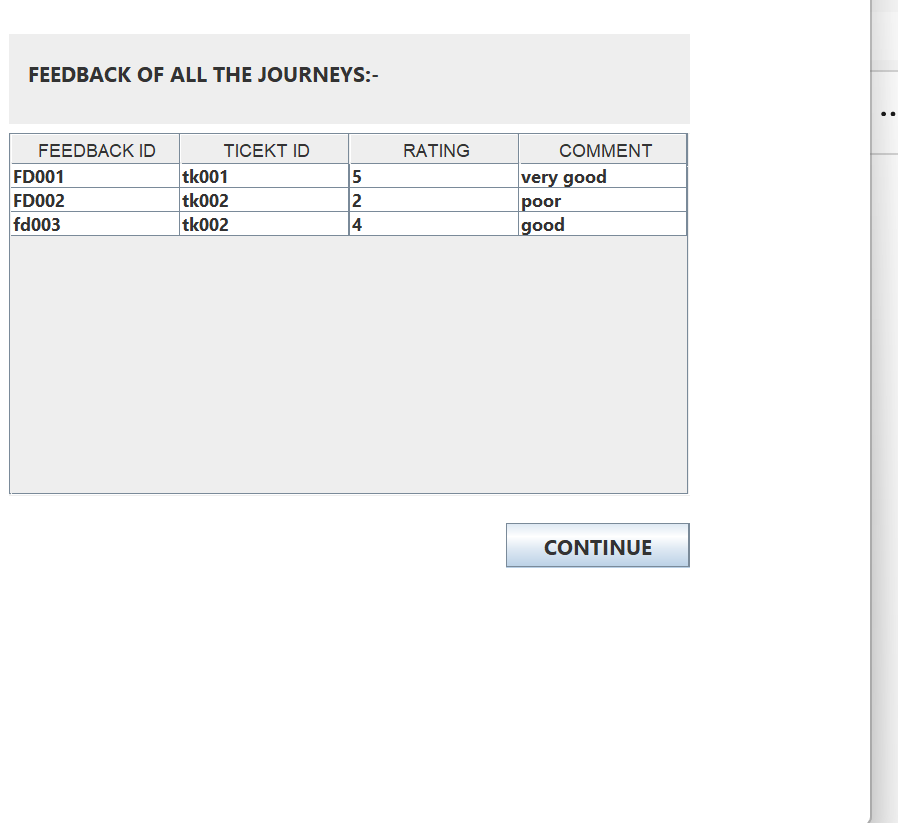 FEEDBACK OF ALL THE JOURNEYS:-
FEEDBACK ID TICEKT ID RATING COMMENT
FD001 tk001 5 very good
FD002 tk002 2 poor
fd003 tk002 4 good
CONTINUE